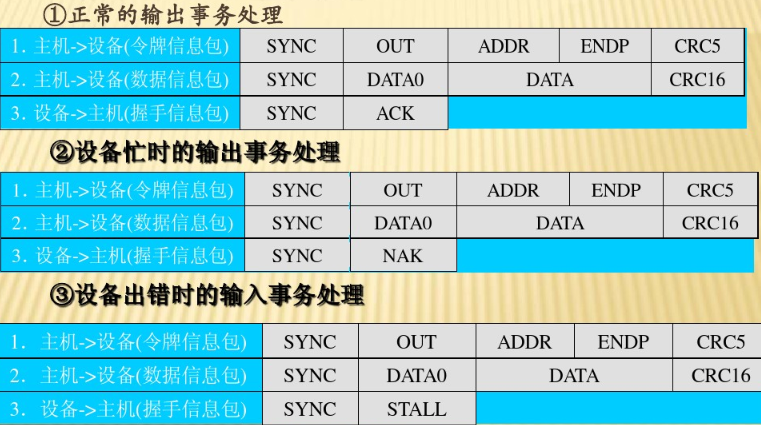 ①正常的输出事务处理
1. 主机->设备(令牌信息包) SYNC OUT ADDR ENDP CRC5
2. 主机->设备(数据信息包) SYNC DATA0 DATA CRC16
3. 设备->主机(握手信息包) SYNC ACK
②设备忙时的输出事务处理
1. 主机->设备(令牌信息包) SYNC OUT ADDR ENDP CRC5
2. 主机->设备(数据信息包) SYNC DATA0 DATA CRC16
3. 设备->主机(握手信息包) SYNC NAK
③设备出错时的输入事务处理
1. 主机->设备(令牌信息包) SYNC OUT ADDR ENDP CRC5
2. 主机->设备(数据信息包) SYNC DATA0 DATA CRC16
3. 设备->主机(握手信息包) SYNC STALL